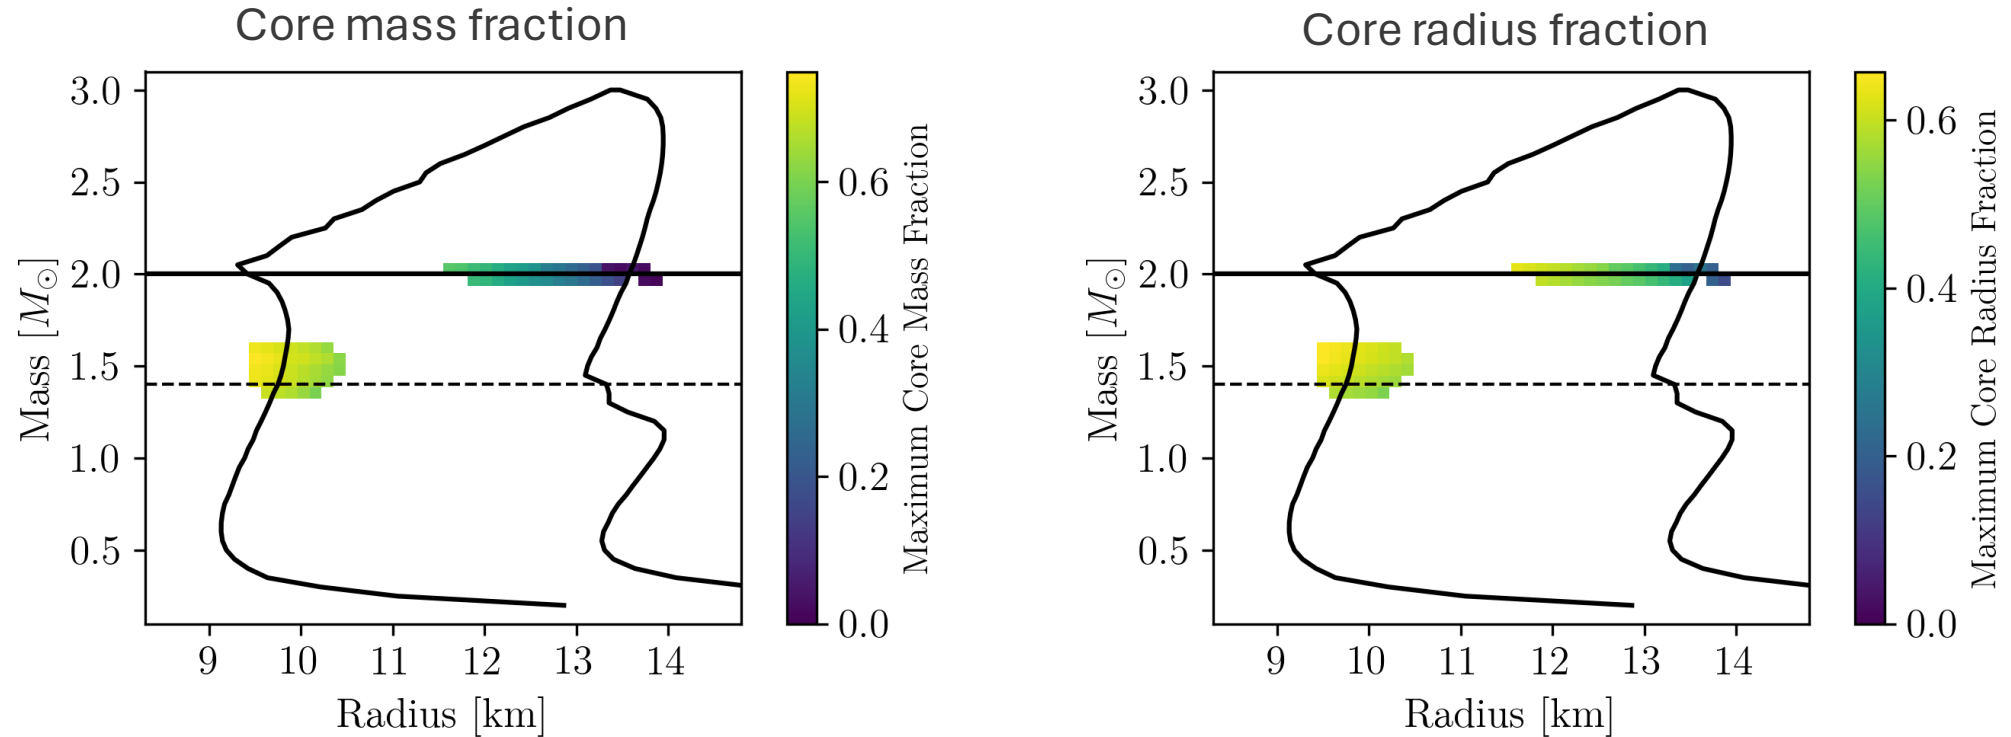 Core mass fraction
3.0
2.5
2.0
1.5
1.0
0.5
Mass [M⊙]
9 10 11 12 13 14
Radius [km]
0.6
0.4
0.2
0.0
Maximum Core Mass Fraction
Core radius fraction
3.0
2.5
2.0
1.5
1.0
0.5
Mass [M⊙]
9 10 11 12 13 14
Radius [km]
0.6
0.4
0.2
0.0
Maximum Core Radius Fraction